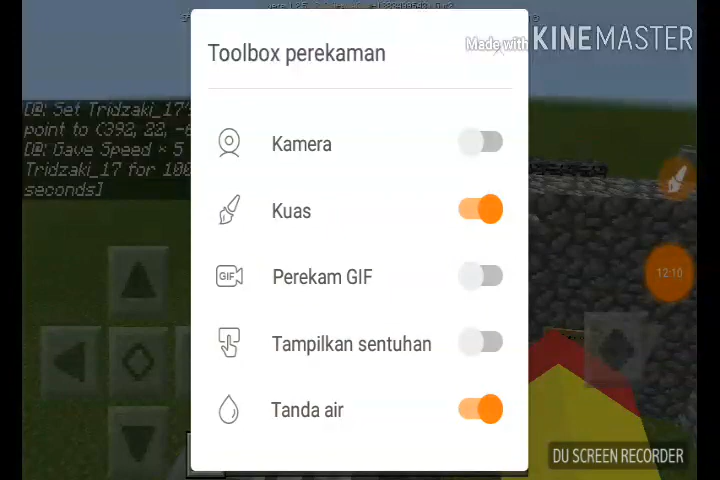 Toolbox perekaman
Made with KINEMASTER
[@: Set Tridzaki_17's
point to (392, 22, -6
[@: Gave Speed × 5
Tridzaki_17 for 100
seconds]
Kamera
Kuas
GIF Perekam GIF
12:10
Tampilkan sentuhan
Tanda air
DU SCREEN RECORDER